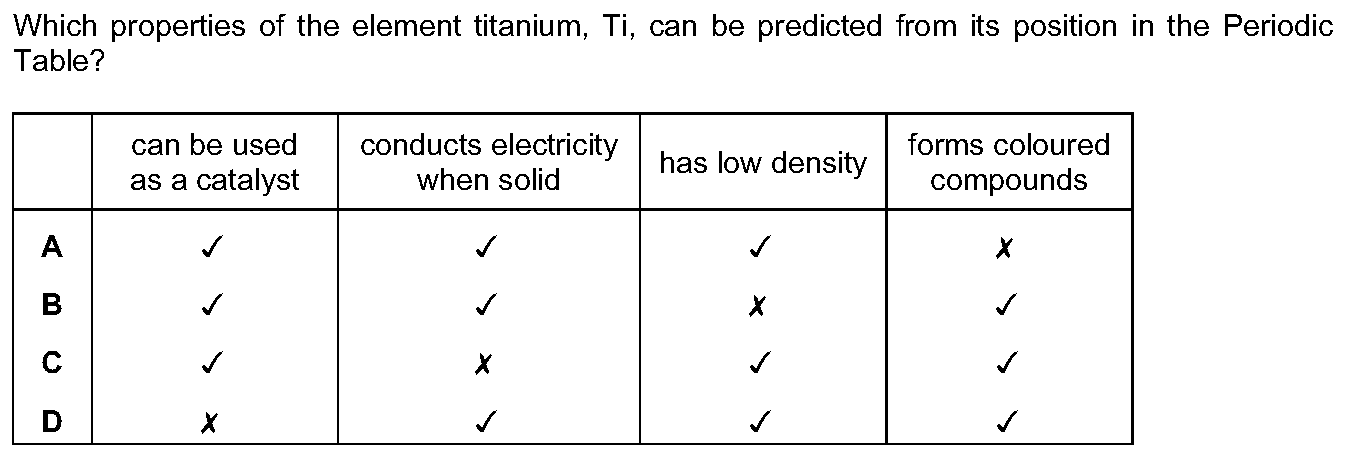 Which properties of the element titanium, Ti, can be predicted from its position in the Periodic
Table?
can be used as a catalyst | conducts electricity when solid | has low density | forms coloured compounds
A ✓ ✓ ✓ ✗
B ✓ ✓ ✗ ✓
C ✓ ✗ ✓ ✓
D ✗ ✓ ✓ ✓